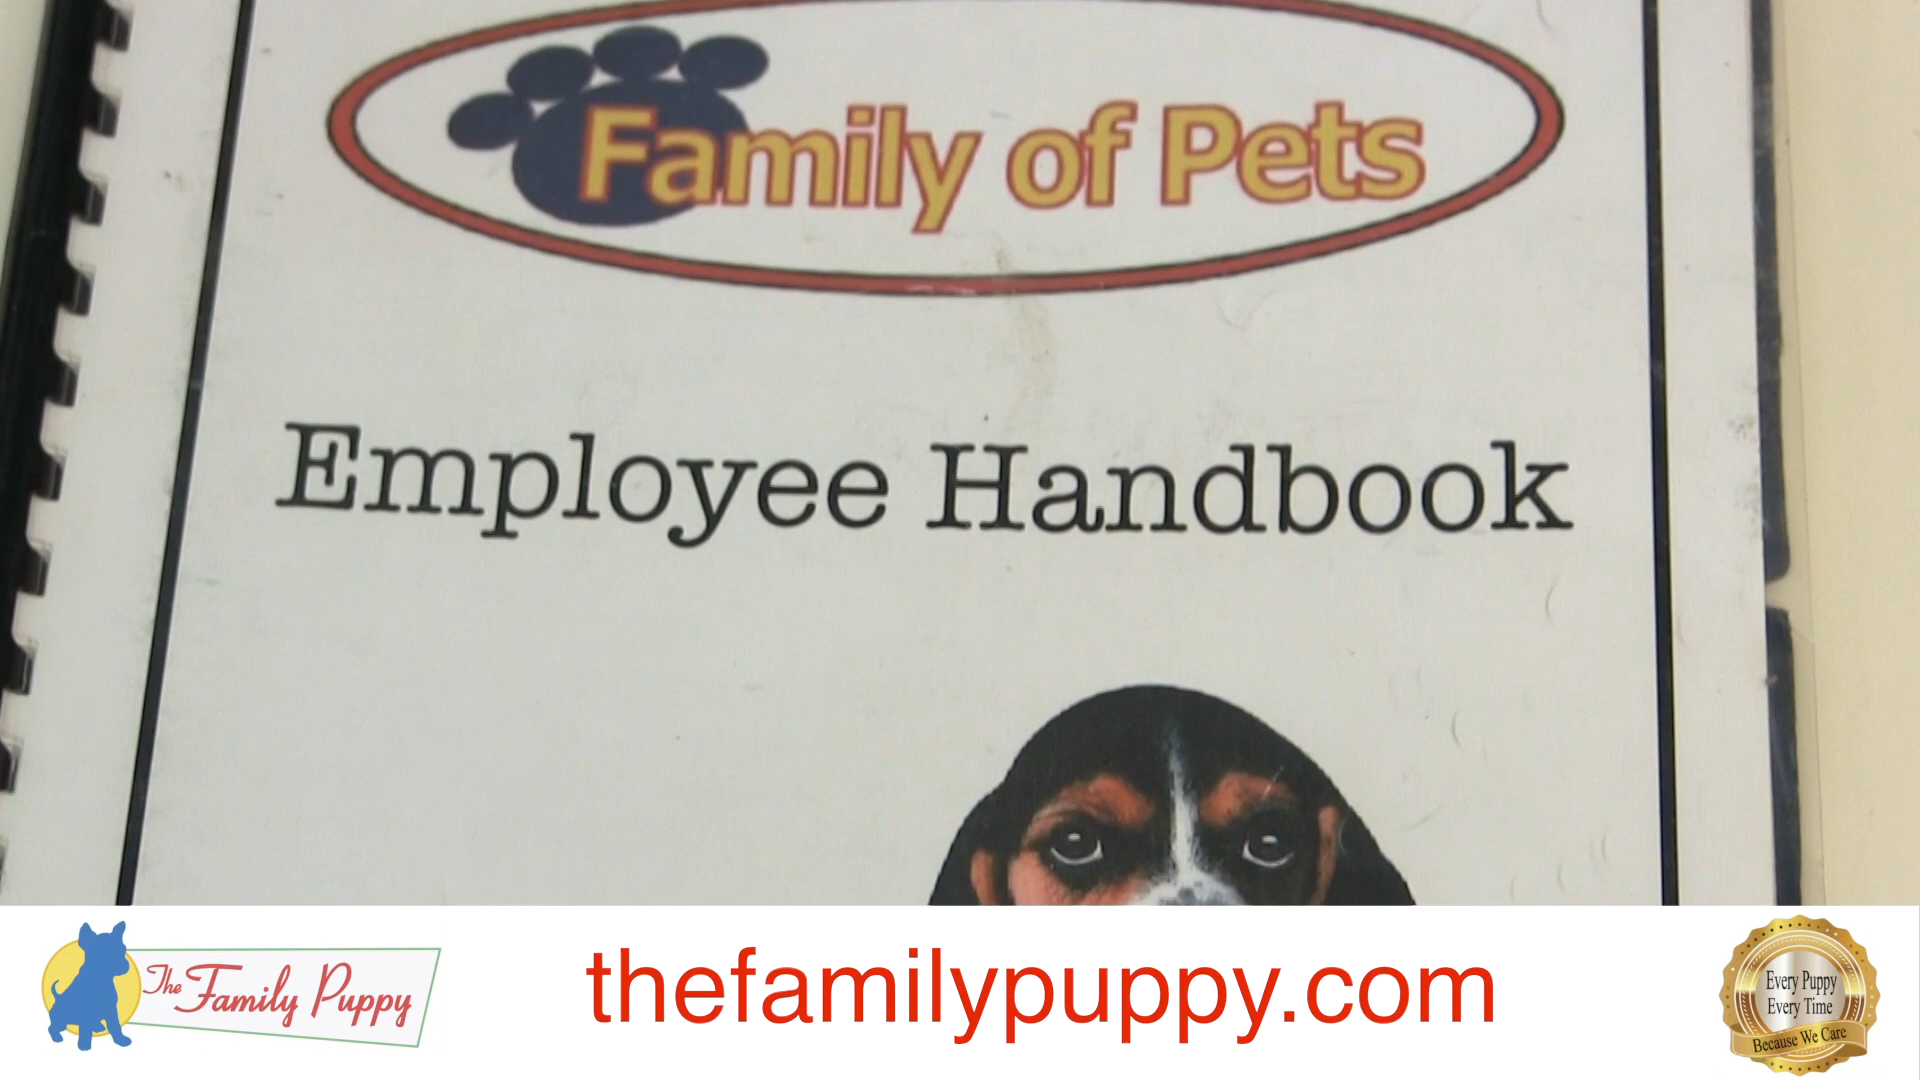 Family of Pets
Employee Handbook
The Family Puppy
thefamilypuppy.com
Every Puppy
Every Time
Because We Care